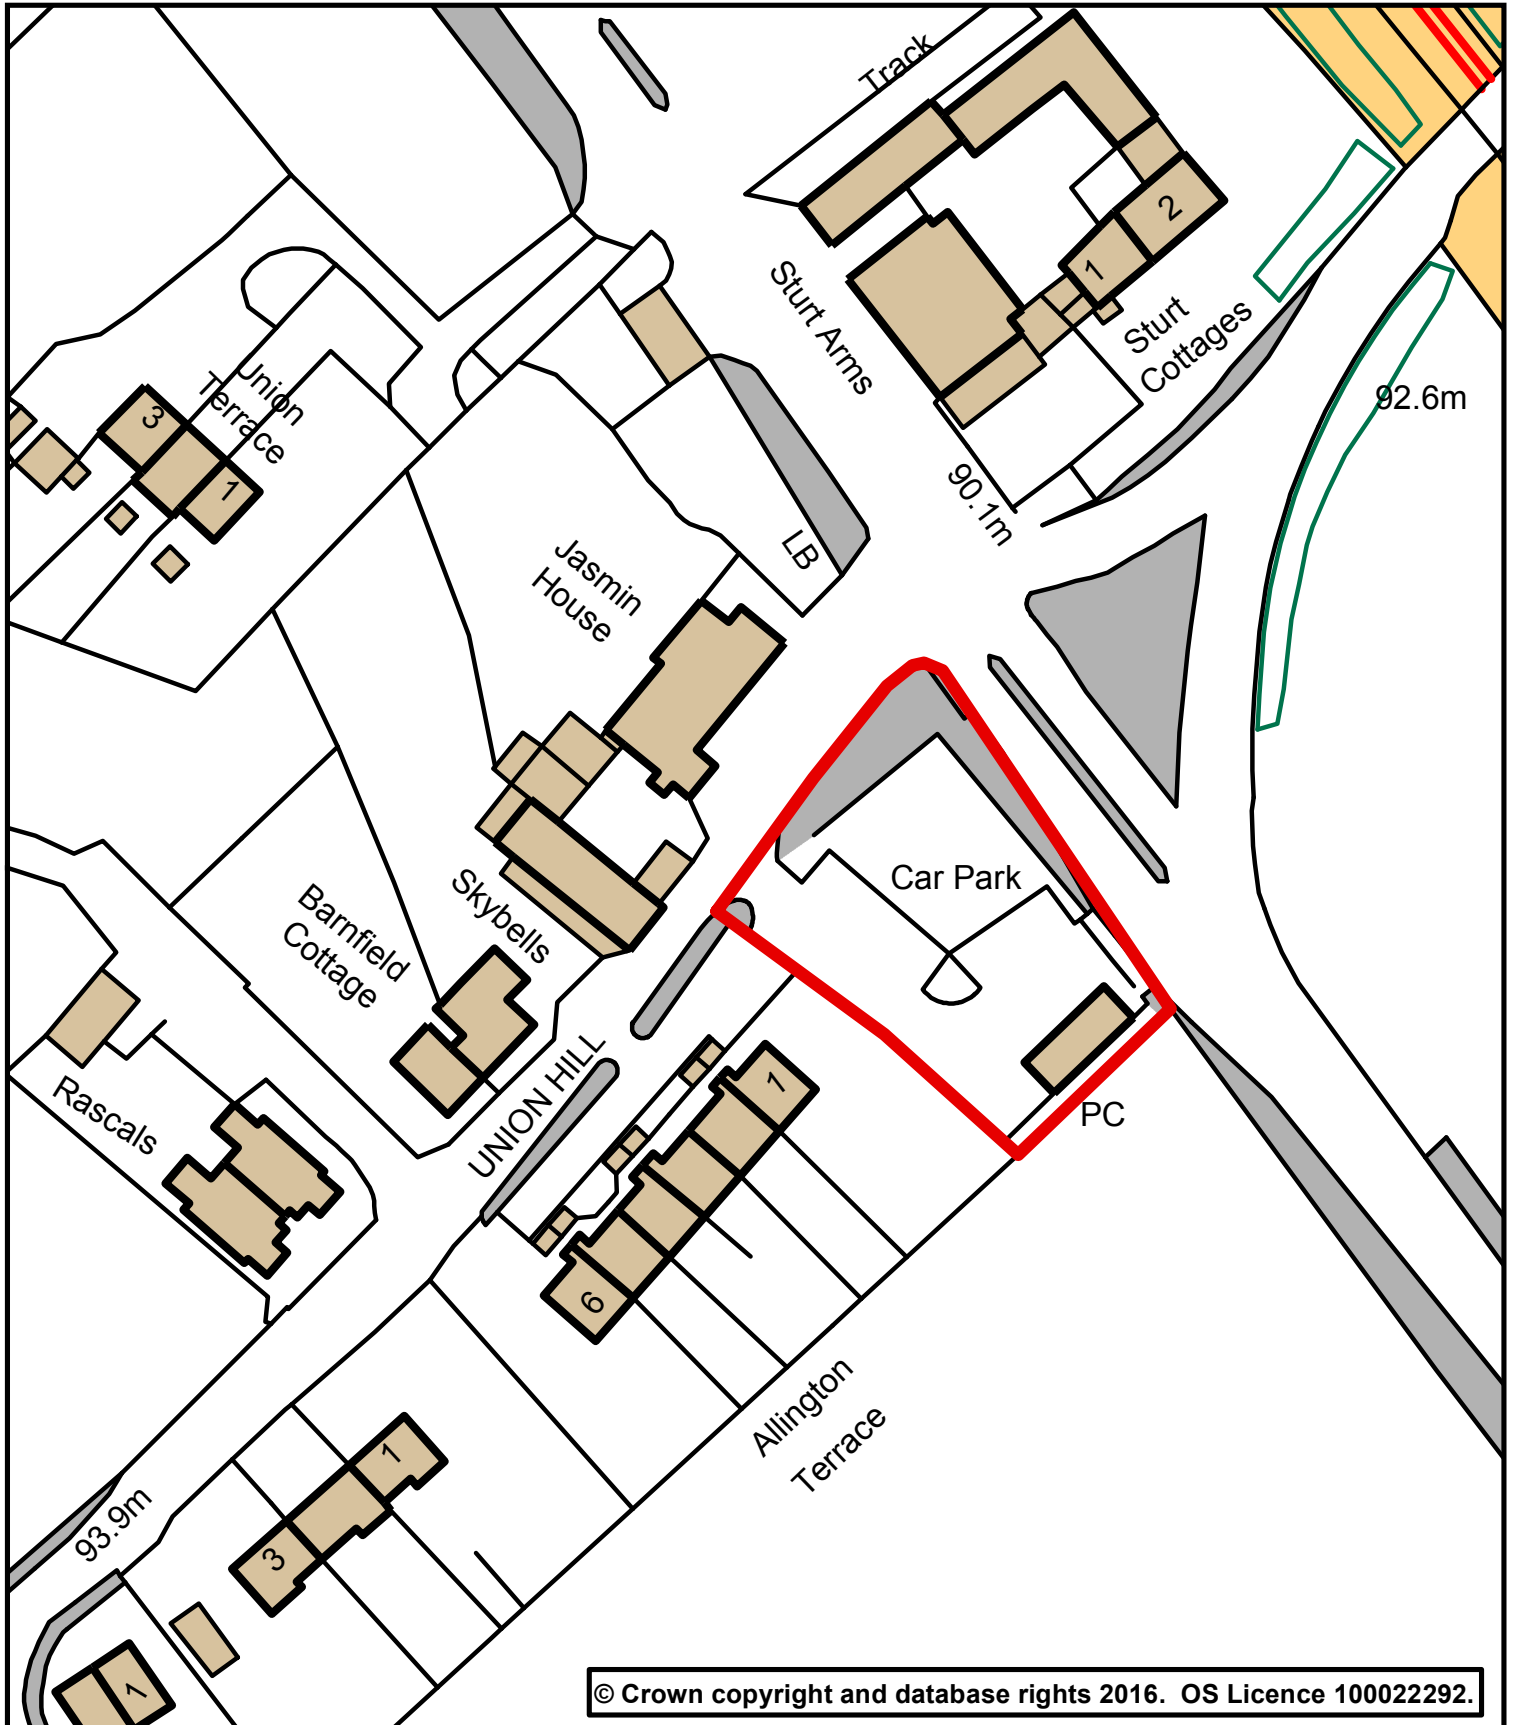 Track
2
1
Sturt Arms
Sturt
Cottages
92.6m
Union
Terrace
3
1
90.1m
LB
Jasmin
House
Car Park
Skybells
Barnfield
Cottage
UNION HILL
Rascals
PC
1
6
Allington
Terrace
1
3
93.9m
1
© Crown copyright and database rights 2016. OS Licence 100022292.